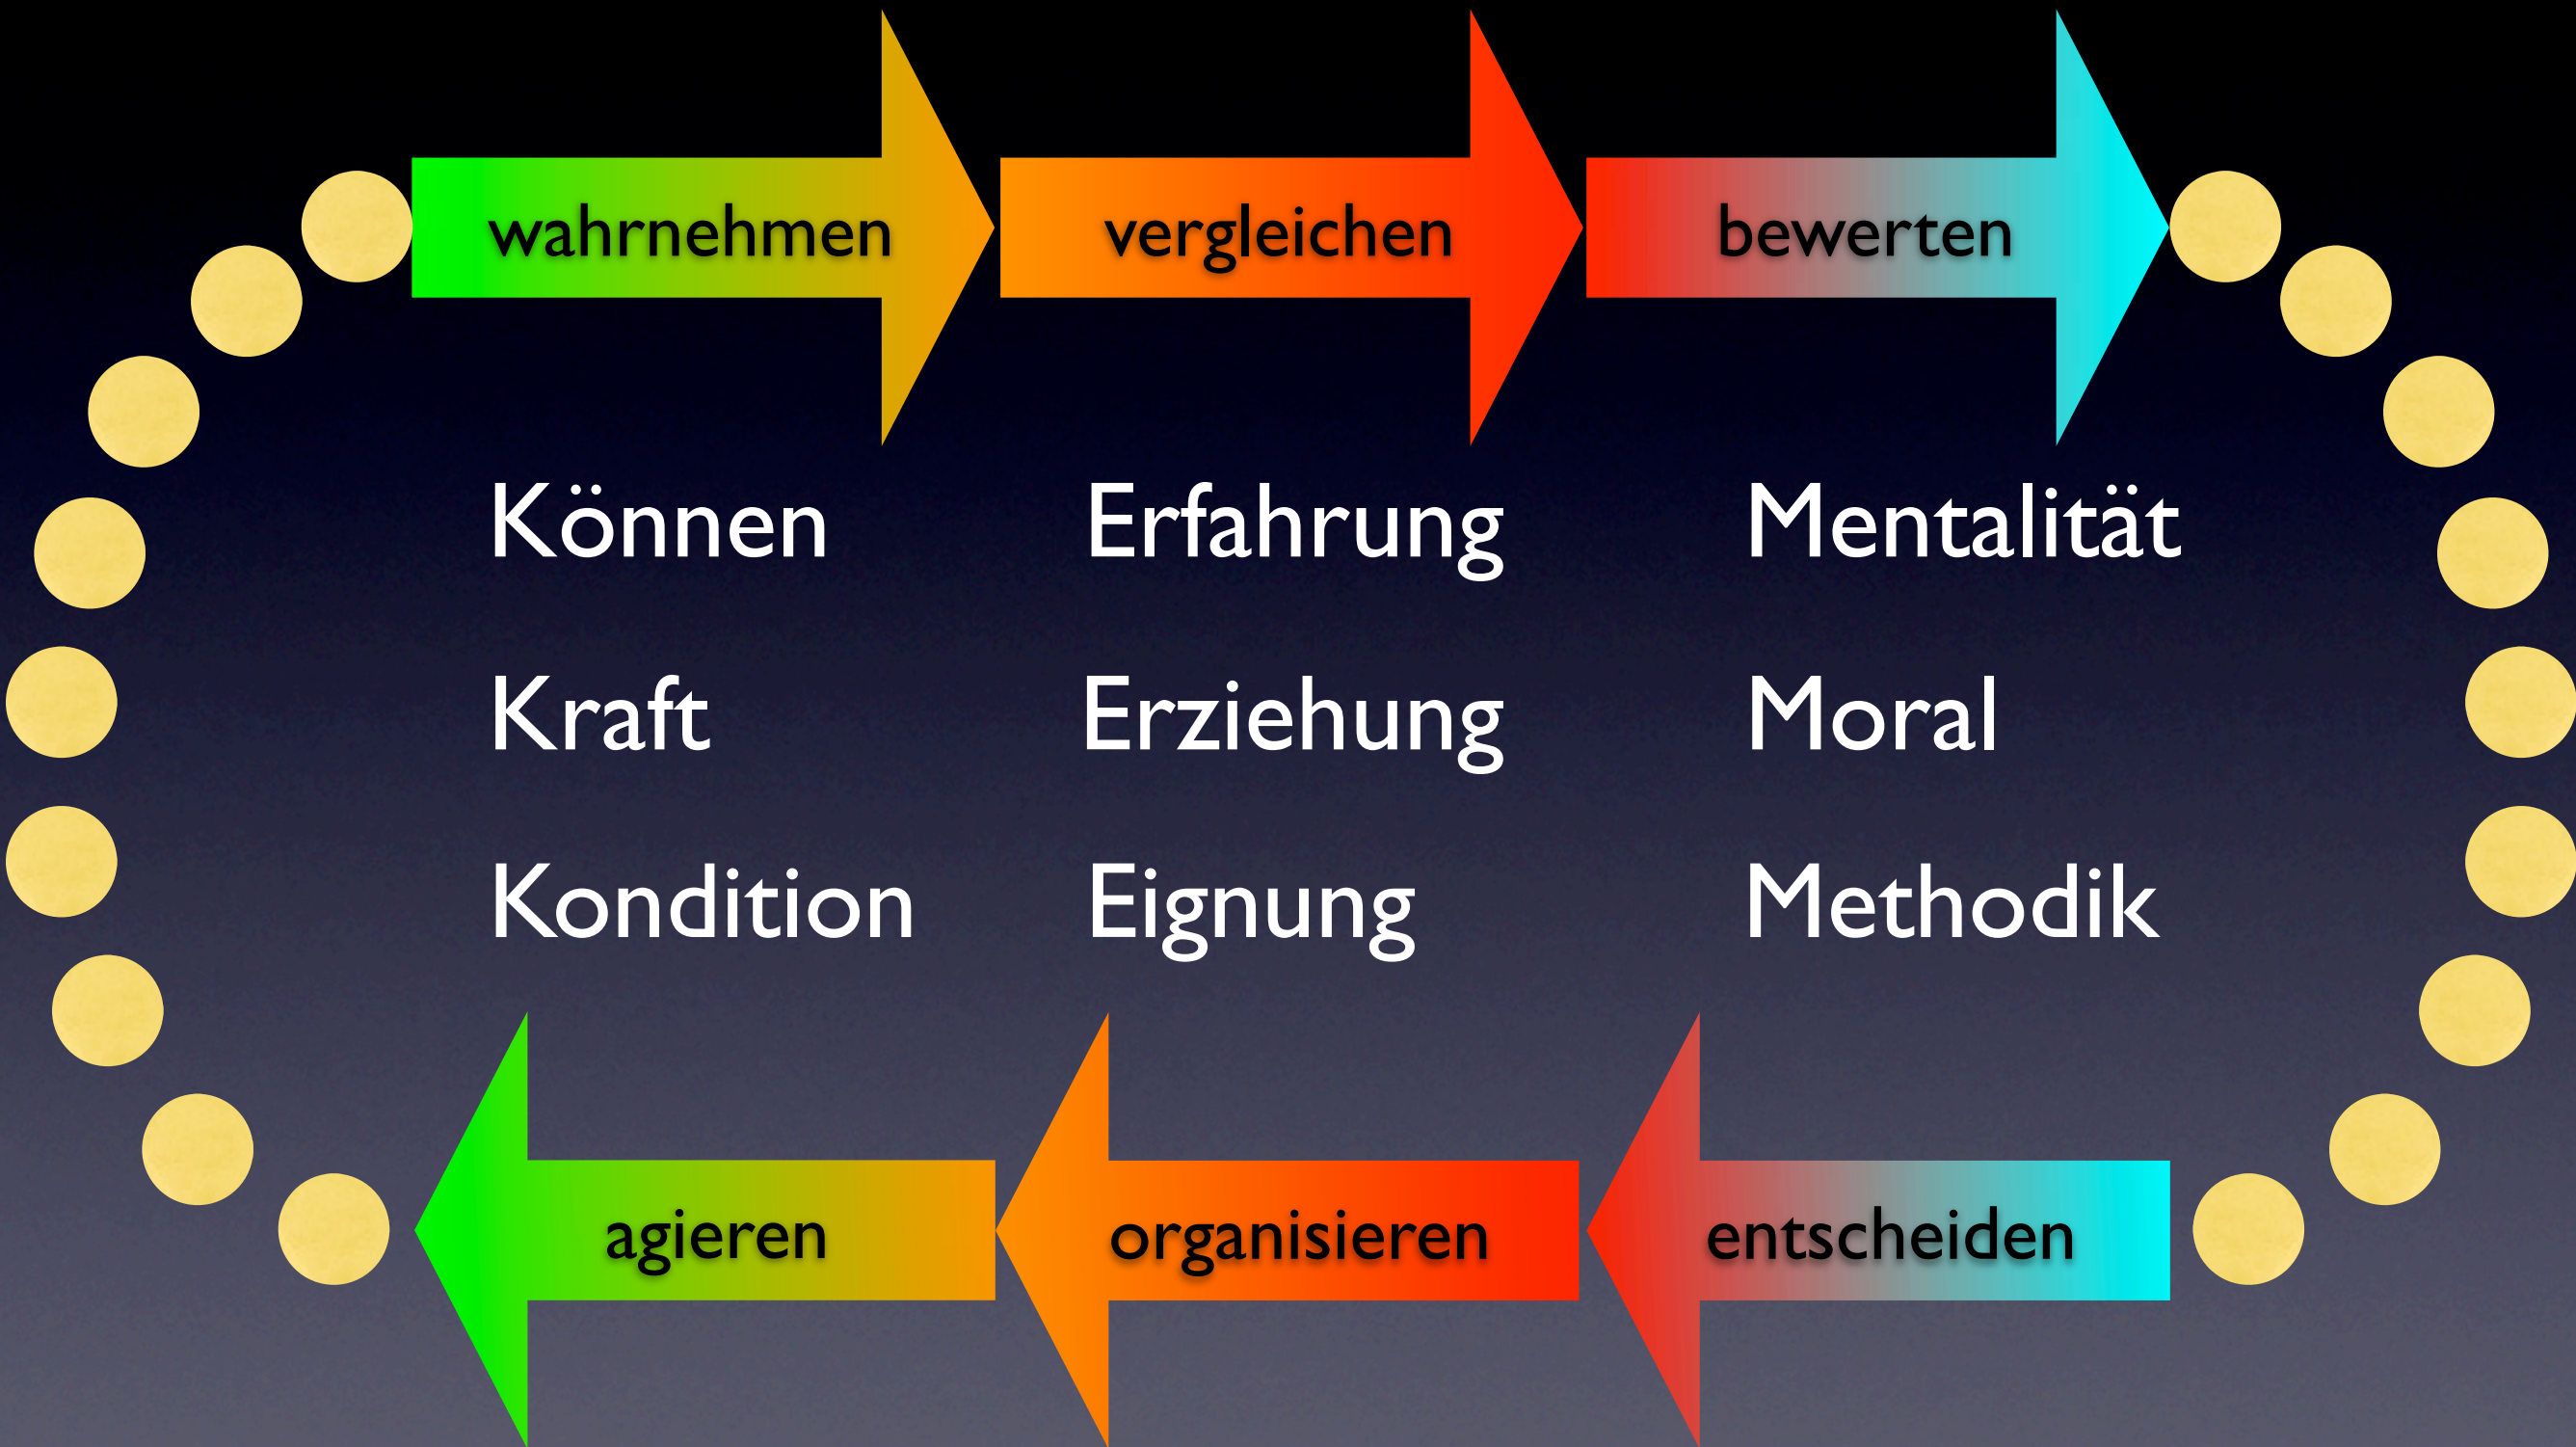 wahrnehmen vergleichen bewerten
Können Erfahrung Mentalität
Kraft Erziehung Moral
Kondition Eignung Methodik
agieren organisieren entscheiden